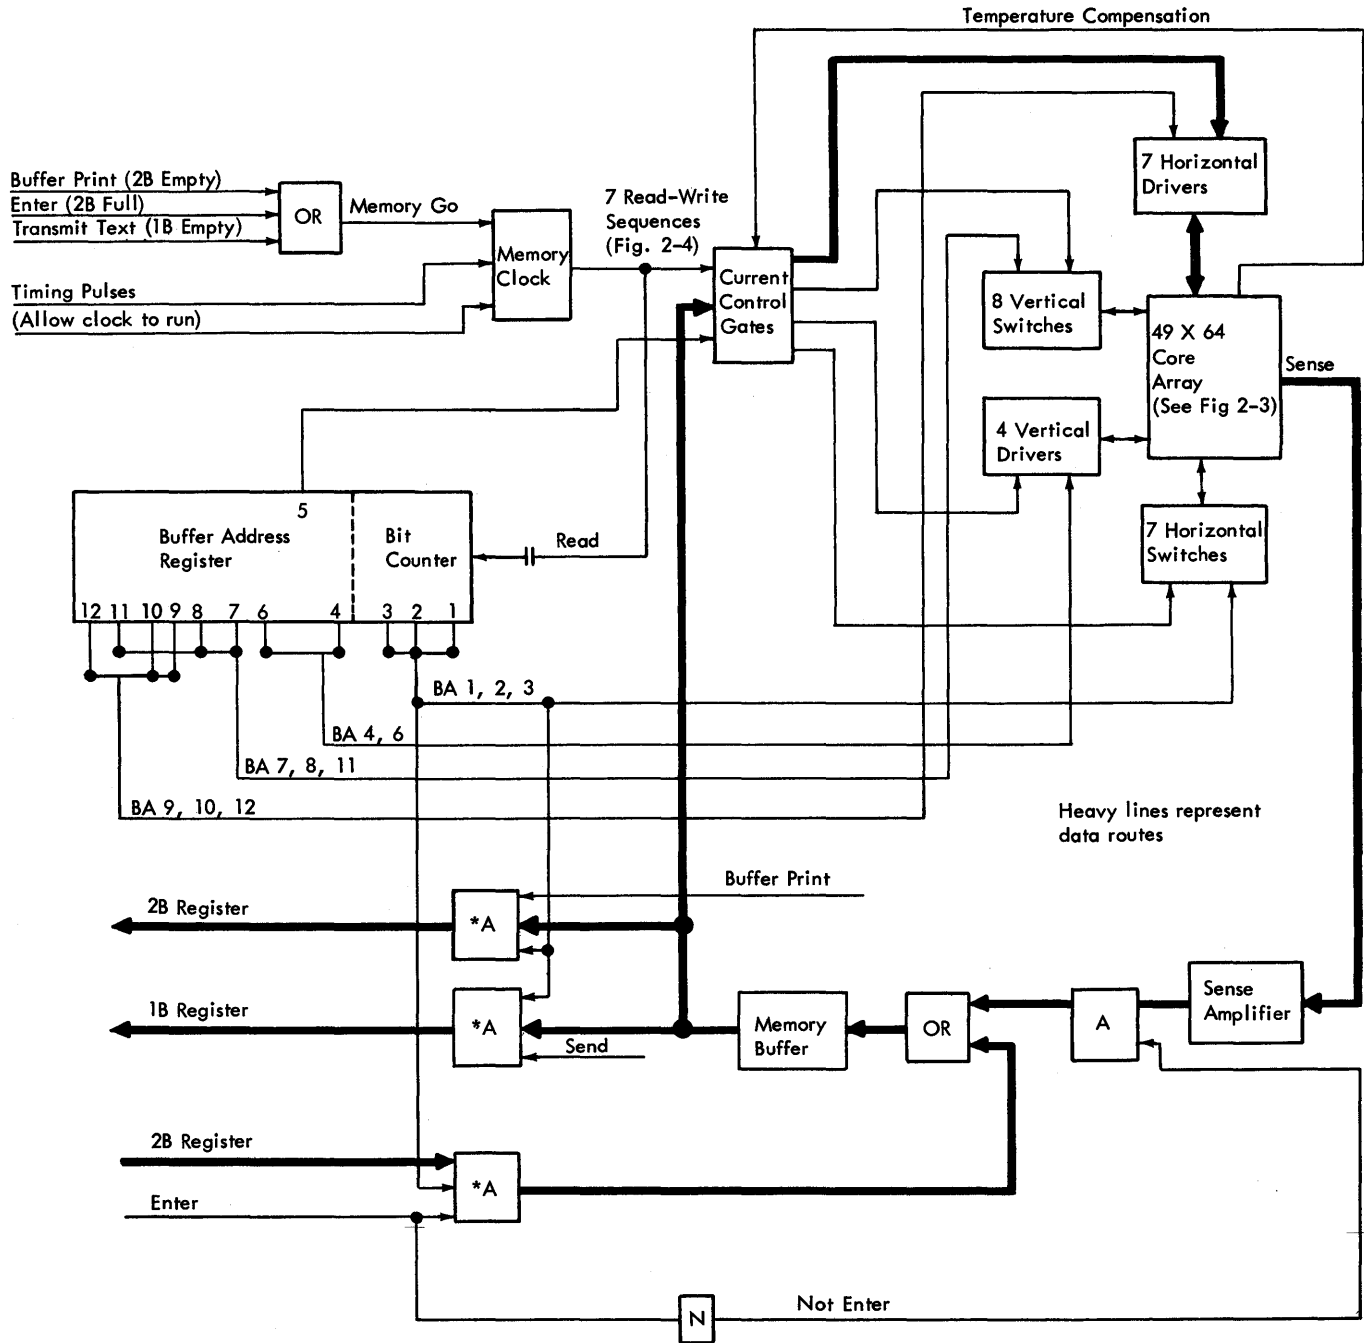 Temperature Compensation
7 Horizontal
Drivers
Buffer Print (2B Empty)
Enter (2B Full)
Transmit Text (1B Empty)
OR
Memory Go
7 Read-Write
Sequences
(Fig. 2-4)
Memory
Clock
Timing Pulses
(Allow clock to run)
Current
Control
Gates
8 Vertical
Switches
49 X 64
Core
Array
(See Fig 2-3)
Sense
4 Vertical
Drivers
7 Horizontal
Switches
5
Buffer Address
Register
Bit
Counter
Read
12 11 10 9 8 7 6 4 3 2 1
BA 1, 2, 3
BA 4, 6
BA 7, 8, 11
BA 9, 10, 12
Heavy lines represent
data routes
Buffer Print
2B Register
*A
1B Register
*A
Send
Memory
Buffer
OR
A
Sense
Amplifier
2B Register
*A
Enter
N
Not Enter